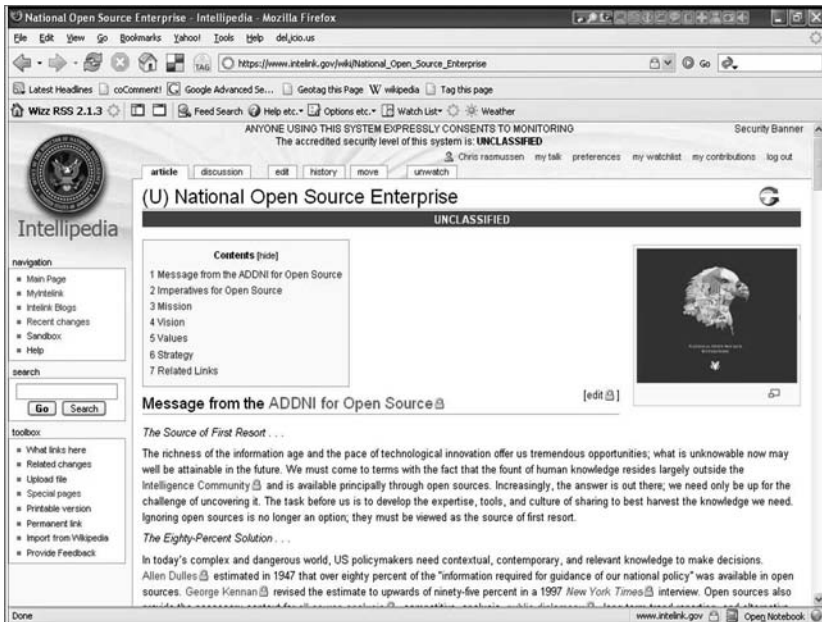 National Open Source Enterprise - Intellipedia - Mozilla Firefox
File Edit View Go Bookmarks Yahoo! Tools Help del.icio.us
TAG https://www.intelink.gov/wiki/National_Open_Source_Enterprise Go
Latest Headlines coComment! Google Advanced Se... Geotag this Page W wikipedia Tag this page
Wizz RSS 2.1.3 Feed Search Help etc. Options etc. Watch List Weather
ANYONE USING THIS SYSTEM EXPRESSLY CONSENTS TO MONITORING Security Banner
The accredited security level of this system is: UNCLASSIFIED
Chris rasmussen my talk preferences my watchlist my contributions log out
article discussion edit history move unwatch
(U) National Open Source Enterprise
UNCLASSIFIED
Intellipedia
navigation
Main Page
MyIntelink
Intelink Blogs
Recent changes
Sandbox
Help
search
Go Search
toolbox
What links here
Related changes
Upload file
Special pages
Printable version
Permanent link
Import from Wikipedia
Provide Feedback
Contents [hide]
1 Message from the ADDNI for Open Source
2 Imperatives for Open Source
3 Mission
4 Vision
5 Values
6 Strategy
7 Related Links
Message from the ADDNI for Open Source [edit]
The Source of First Resort . . .
The richness of the information age and the pace of technological innovation offer us tremendous opportunities; what is unknowable now may
well be attainable in the future. We must come to terms with the fact that the fount of human knowledge resides largely outside the
Intelligence Community and is available principally through open sources. Increasingly, the answer is out there; we need only be up for the
challenge of uncovering it. The task before us is to develop the expertise, tools, and culture of sharing to best harvest the knowledge we need.
Ignoring open sources is no longer an option; they must be viewed as the source of first resort.
The Eighty-Percent Solution . . .
In today's complex and dangerous world, US policymakers need contextual, contemporary, and relevant knowledge to make decisions.
Allen Dulles estimated in 1947 that over eighty percent of the "information required for guidance of our national policy" was available in open
sources. George Kennan revised the estimate to upwards of ninety-five percent in a 1997 New York Times interview. Open sources also
Done www.intelink.gov Open Notebook